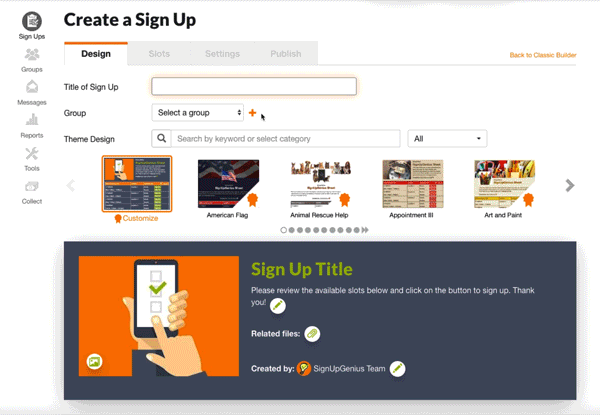 Create a Sign Up
Sign Ups
Groups
Messages
Reports
Tools
Collect
Design
Slots
Settings
Publish
Back to Classic Builder
Title of Sign Up
Group
Select a group
Theme Design
Search by keyword or select category
All
Customize
American Flag
Animal Rescue Help
Appointment III
Art and Paint
Sign Up Title
Please review the available slots below and click on the button to sign up. Thank
you!
Related files:
Created by: SignUpGenius Team